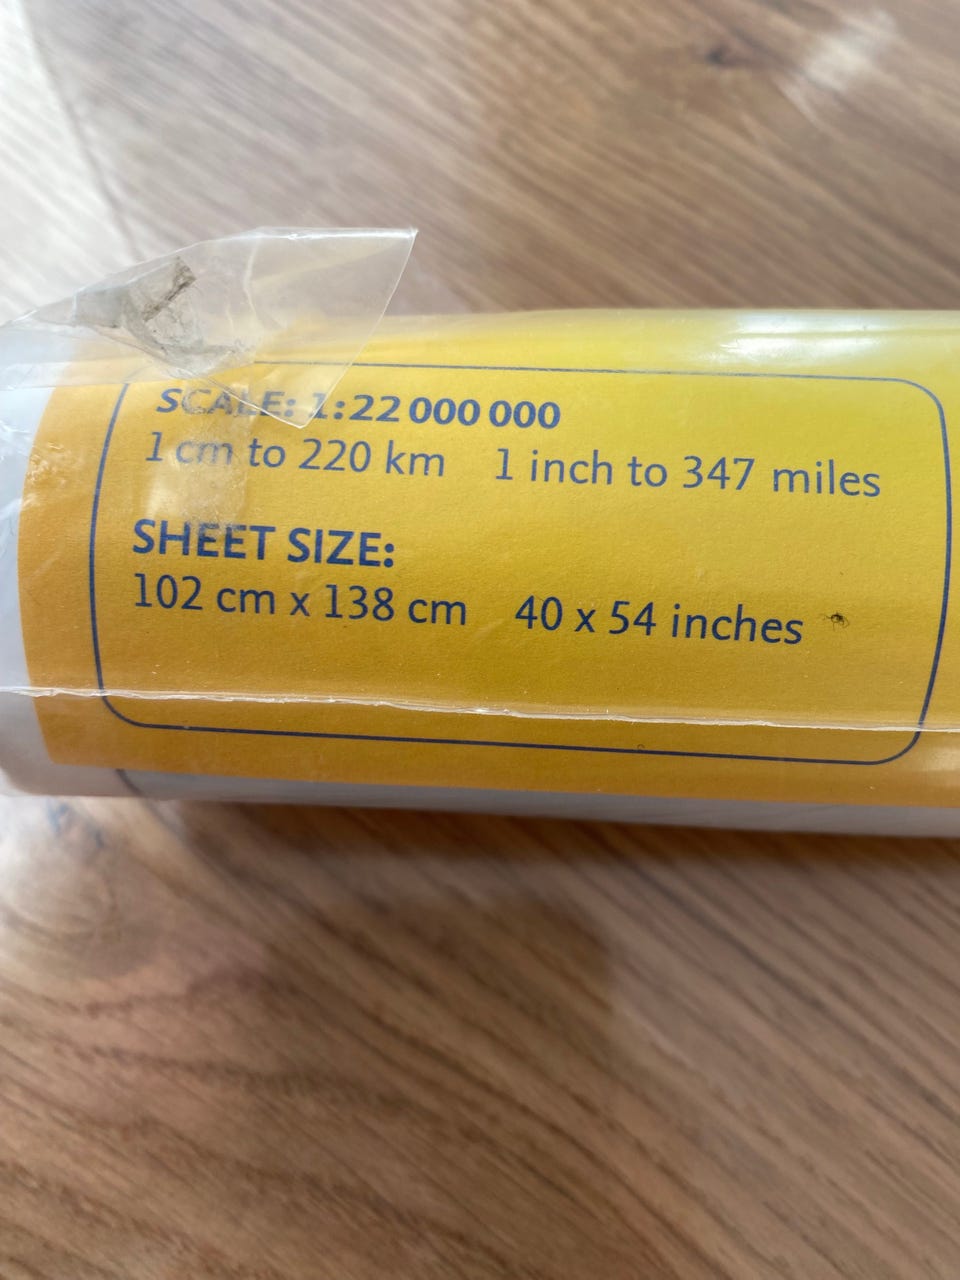 SCALE: 1:22 000 000
1 cm to 220 km 1 inch to 347 miles
SHEET SIZE:
102 cm x 138 cm 40 x 54 inches